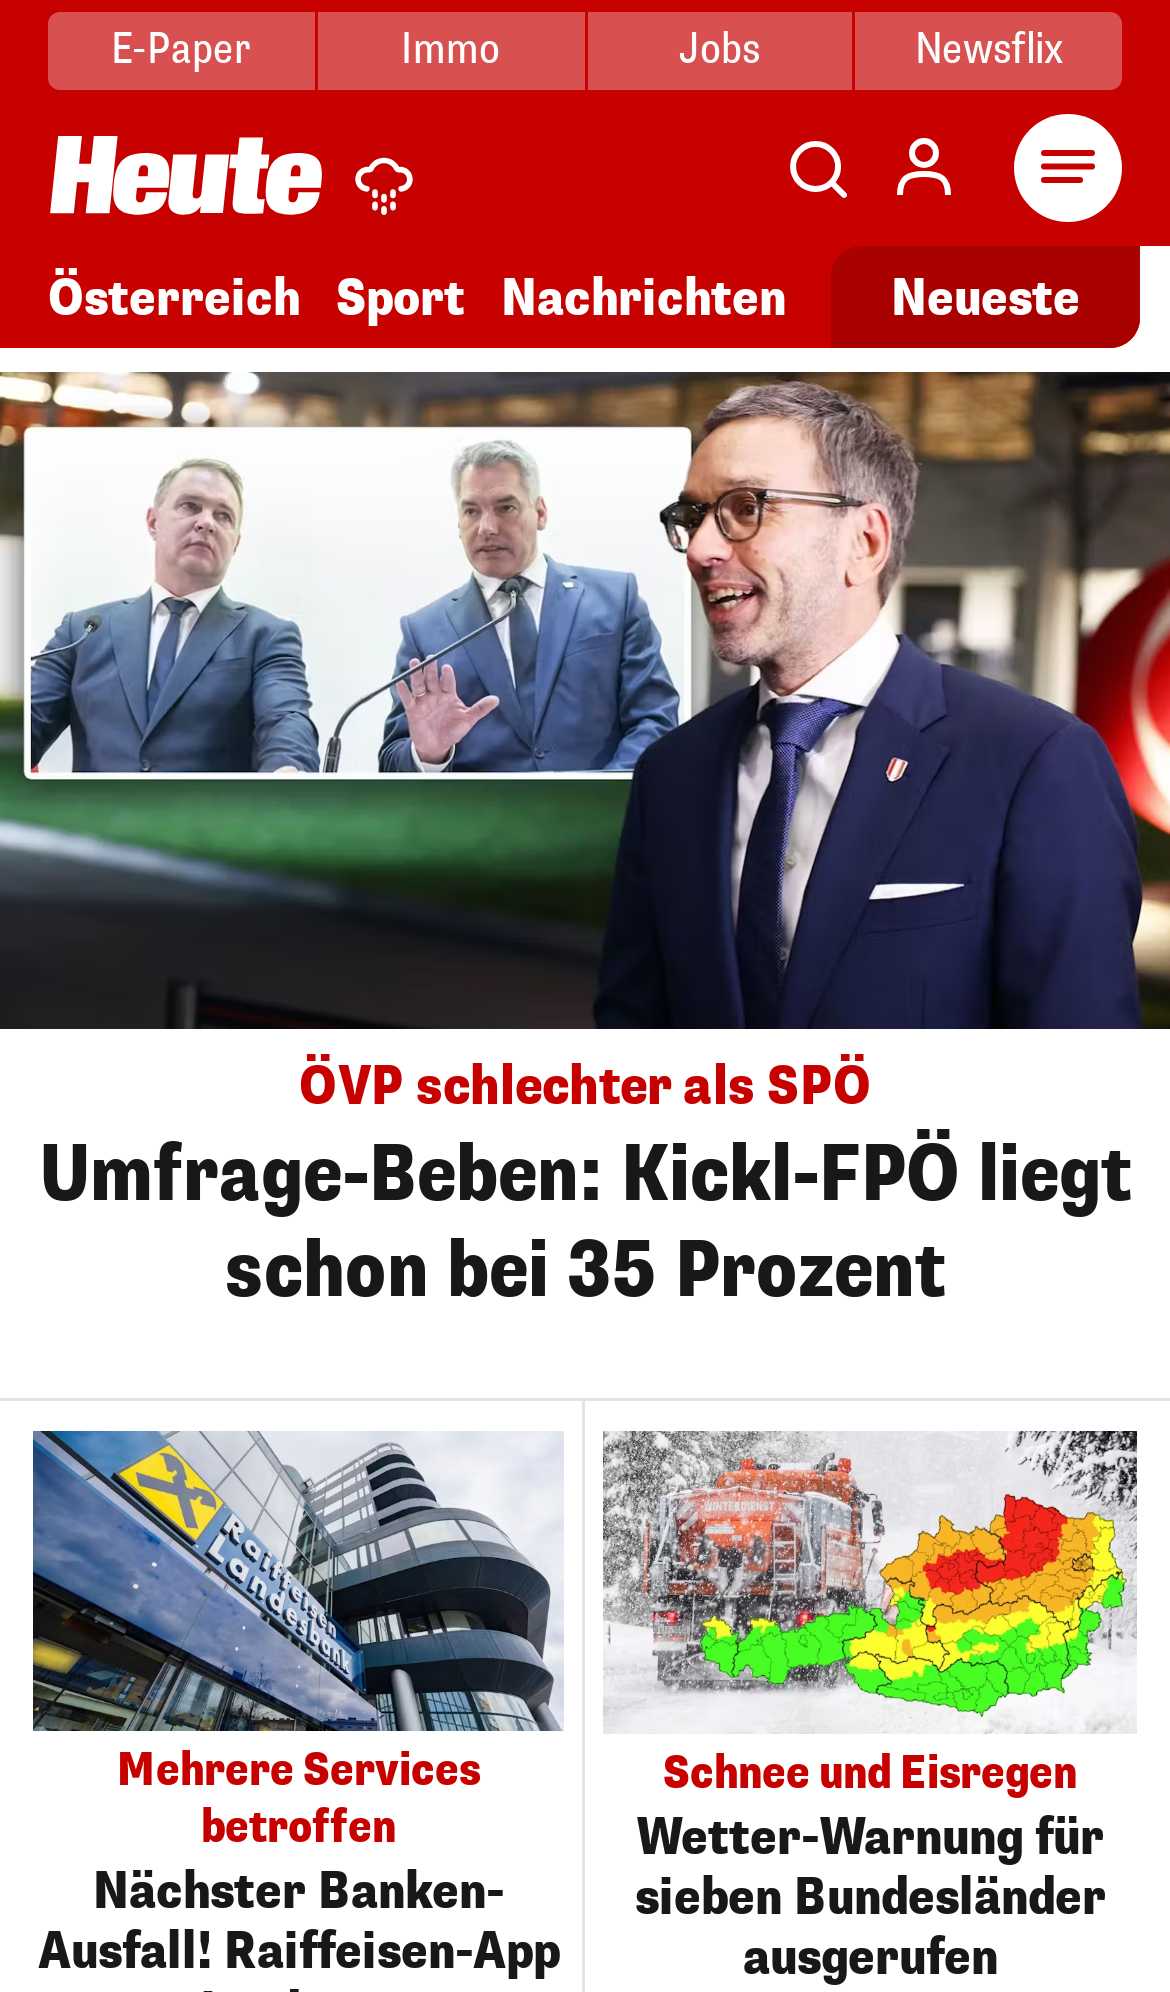 E-Paper
Immo
Jobs
Newsflix
Heute
Österreich
Sport
Nachrichten
Neueste
ÖVP schlechter als SPÖ
Umfrage-Beben: Kickl-FPÖ liegt
schon bei 35 Prozent
Raiffeisen
Landesbank
Mehrere Services
betroffen
Nächster Banken-
Ausfall! Raiffeisen-App
WINTERDIENST
Schnee und Eisregen
Wetter-Warnung für
sieben Bundesländer
ausgerufen